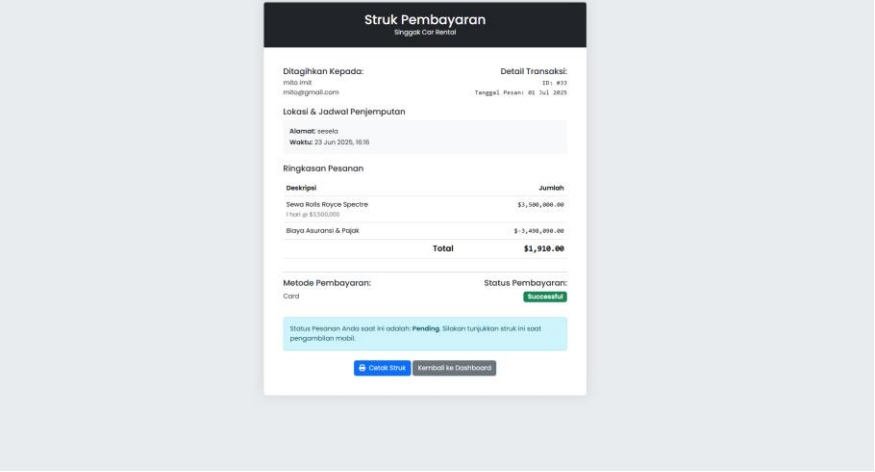 Struk Pembayaran
Singgak Car Rental
Ditagihkan Kepada:
mito imit
mito@gmail.com
Detail Transaksi:
ID: #33
Tanggal Pesan: 01 Jul 2025
Lokasi & Jadwal Penjemputan
Alamat: sesela
Waktu: 23 Jun 2025, 16:16
Ringkasan Pesanan
Deskripsi Jumlah
Sewa Rolls Royce Spectre $3,500,000.00
1 hari @ $3,500,000
Biaya Asuransi & Pajak $-3,498,090.00
Total $1,910.00
Metode Pembayaran:
Card
Status Pembayaran:
Successful
Status Pesanan Anda saat ini adalah: Pending. Silakan tunjukkan struk ini saat
pengambilan mobil.
Cetak Struk Kembali ke Dashboard